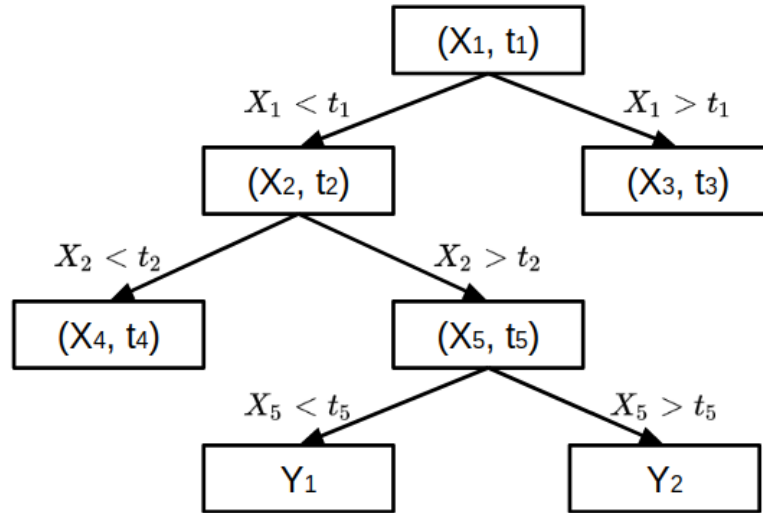 (X₁, t₁)
X₁ < t₁
X₁ > t₁
(X₂, t₂)
(X₃, t₃)
X₂ < t₂
X₂ > t₂
(X₄, t₄)
(X₅, t₅)
X₅ < t₅
X₅ > t₅
Y₁
Y₂